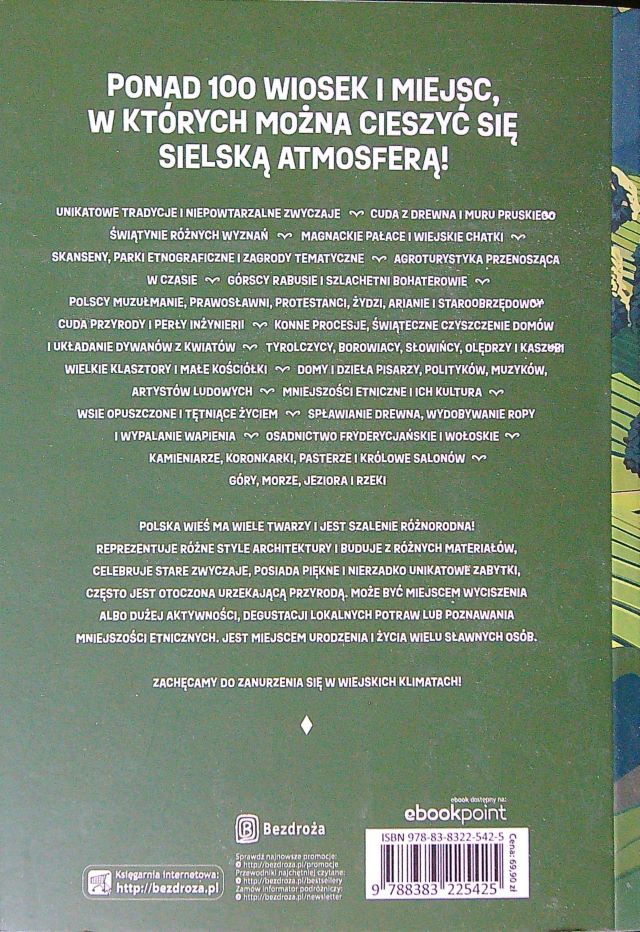 PONAD 100 WIOSEK I MIEJSC,
W KTÓRYCH MOŻNA CIESZYĆ SIĘ
SIELSKĄ ATMOSFERĄ!
UNIKATOWE TRADYCJE I NIEPOWTARZALNE ZWYCZAJE CUDA Z DREWNA I MURU PRUSKIEGO
ŚWIĄTYNIE RÓŻNYCH WYZNAŃ MAGNACKIE PAŁACE I WIEJSKIE CHATKI
SKANSENY, PARKI ETNOGRAFICZNE I ZAGRODY TEMATYCZNE AGROTURYSTYKA PRZENOSZĄCA
W CZASIE GÓRSCY RABUSIE I SZLACHETNI BOHATEROWIE
POLSCY MUZUŁMANIE, PRAWOSŁAWNI, PROTESTANCI, ŻYDZI, ARIANIE I STAROOBRZĘDOWCY
CUDA PRZYRODY I PERŁY INŻYNIERII KONNE PROCESJE, ŚWIĄTECZNE CZYSZCZENIE DOMÓW
I UKŁADANIE DYWANÓW Z KWIATÓW TYROLCZYCY, BOROWIACY, SŁOWIŃCY, OLĘDRZY I KASZUBI
WIELKIE KLASZTORY I MAŁE KOŚCIÓŁKI DOMY I DZIEŁA PISARZY, POLITYKÓW, MUZYKÓW,
ARTYSTÓW LUDOWYCH MNIEJSZOŚCI ETNICZNE I ICH KULTURA
WSIE OPUSZCZONE I TĘTNIĄCE ŻYCIEM SPŁAWIANIE DREWNA, WYDOBYWANIE ROPY
I WYPALANIE WAPIENIA OSADNICTWO FRYDERYCJAŃSKIE I WOŁOSKIE
KAMIENIARZE, KORONKARKI, PASTERZE I KRÓLOWE SALONÓW
GÓRY, MORZE, JEZIORA I RZEKI
POLSKA WIEŚ MA WIELE TWARZY I JEST SZALENIE RÓŻNORODNA!
REPREZENTUJE RÓŻNE STYLE ARCHITEKTURY I BUDUJE Z RÓŻNYCH MATERIAŁÓW,
CELEBRUJE STARE ZWYCZAJE, POSIADA PIĘKNE I NIERZADKO UNIKATOWE ZABYTKI,
CZĘSTO JEST OTOCZONA URZEKAJĄCĄ PRZYRODĄ. MOŻE BYĆ MIEJSCEM WYCISZENIA
ALBO DUŻEJ AKTYWNOŚCI, DEGUSTACJI LOKALNYCH POTRAW LUB POZNAWANIA
MNIEJSZOŚCI ETNICZNYCH. JEST MIEJSCEM URODZENIA I ŻYCIA WIELU SŁAWNYCH OSÓB.
ZACHĘCAMY DO ZANURZENIA SIĘ W WIEJSKICH KLIMATACH!
ebook dostępny na:
ebookpoint
B Bezdroża
ISBN 978-83-8322-542-5
Cena: 69,90 zł
Sprawdź najnowsze promocje:
http://bezdroza.pl/promocje
Przewodniki najchętniej czytane:
http://bezdroza.pl/bestsellery
Zamów informator podróżniczy:
http://bezdroza.pl/newsletter
Księgarnia internetowa:
http://bezdroza.pl
9 788383 225425